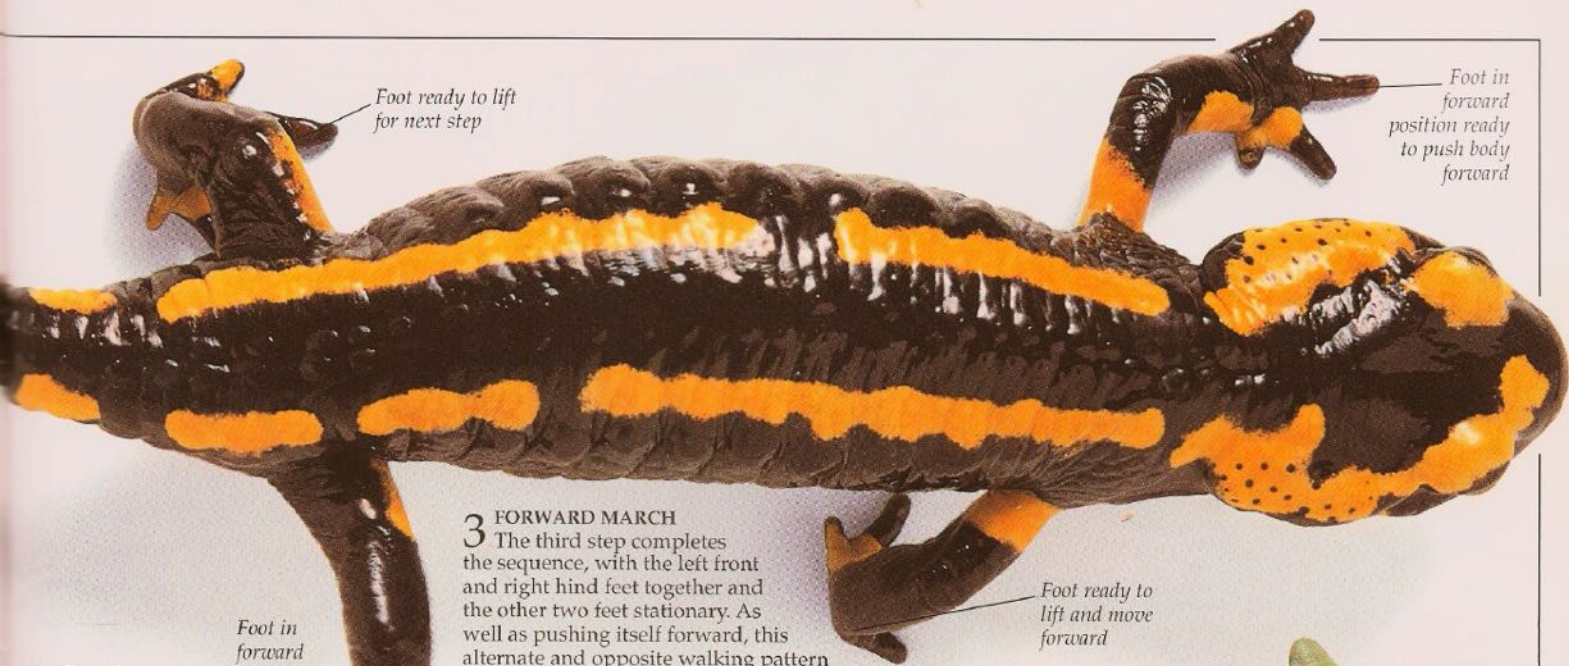 Foot ready to lift
for next step
Foot in
forward
position ready
to push body
forward
3 FORWARD MARCH
The third step completes
the sequence, with the left front
and right hind feet together and
the other two feet stationary. As
well as pushing itself forward, this
alternate and opposite walking pattern
Foot ready to
lift and move
forward
Foot in
forward